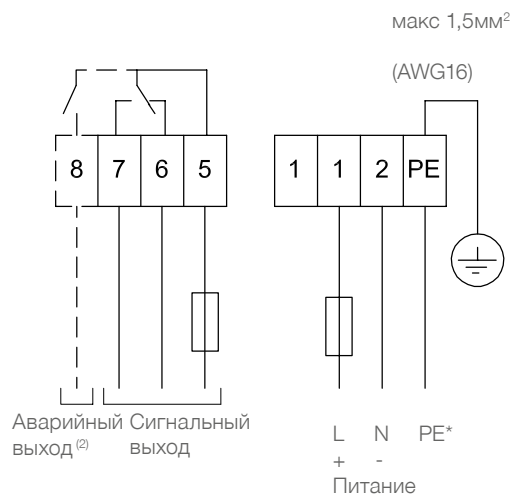 макс 1,5мм²
(AWG16)
8 7 6 5 1 1 2 PE
Аварийный Сигнальный
выход (2) выход
L N PE*
+ -
Питание